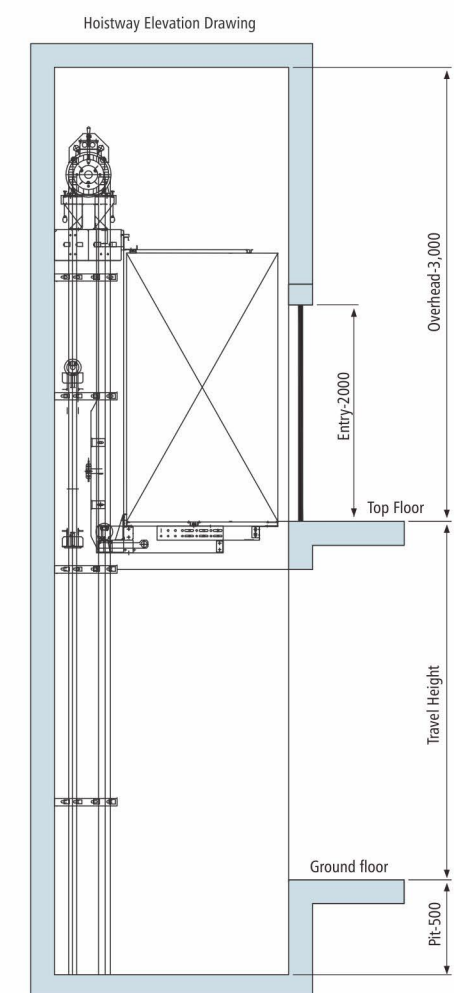 Hoistway Elevation Drawing
Overhead-3,000
Entry-2000
Top Floor
Travel Height
Ground floor
Pit-500